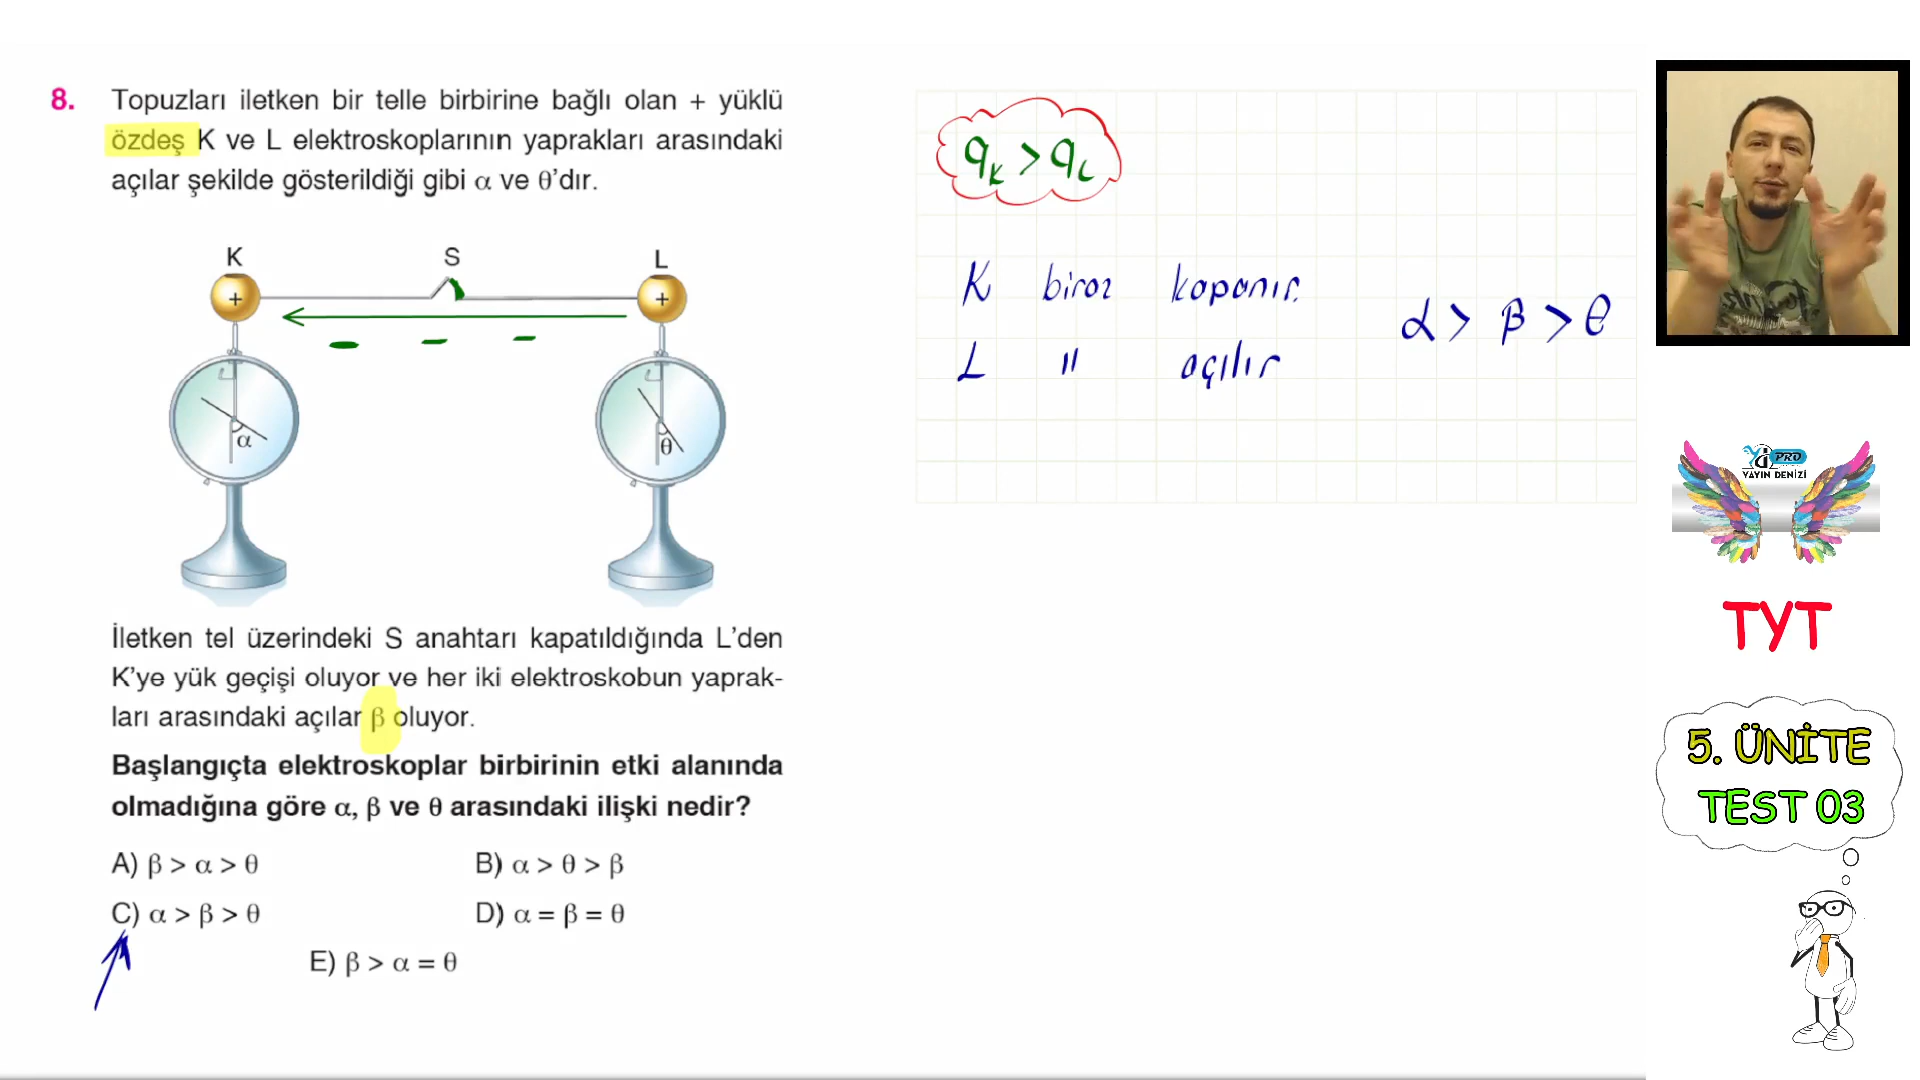 8. Topuzları iletken bir telle birbirine bağlı olan + yüklü
özdeş K ve L elektroskoplarının yaprakları arasındaki
açılar şekilde gösterildiği gibi α ve θ'dır.
K S L
+ +
α θ
İletken tel üzerindeki S anahtarı kapatıldığında L'den
K'ye yük geçişi oluyor ve her iki elektroskobun yaprak-
ları arasındaki açılar β oluyor.
Başlangıçta elektroskoplar birbirinin etki alanında
olmadığına göre α, β ve θ arasındaki ilişki nedir?
A) β > α > θ B) α > θ > β
C) α > β > θ D) α = β = θ
E) β > α = θ
qK > qL
K biraz kapanır.
L " açılır
α > β > θ
PRO
YAYIN DENİZİ
TYT
5. ÜNİTE
TEST 03